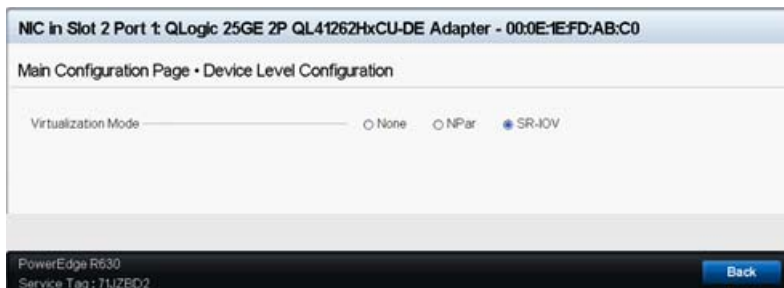 NIC in Slot 2 Port 1: QLogic 25GE 2P QL41262HxCU-DE Adapter - 00:0E:1E:FD:AB:C0
Main Configuration Page • Device Level Configuration
Virtualization Mode None NPar SR-IOV
PowerEdge R630
Back
Service Tag : 71JZBD2